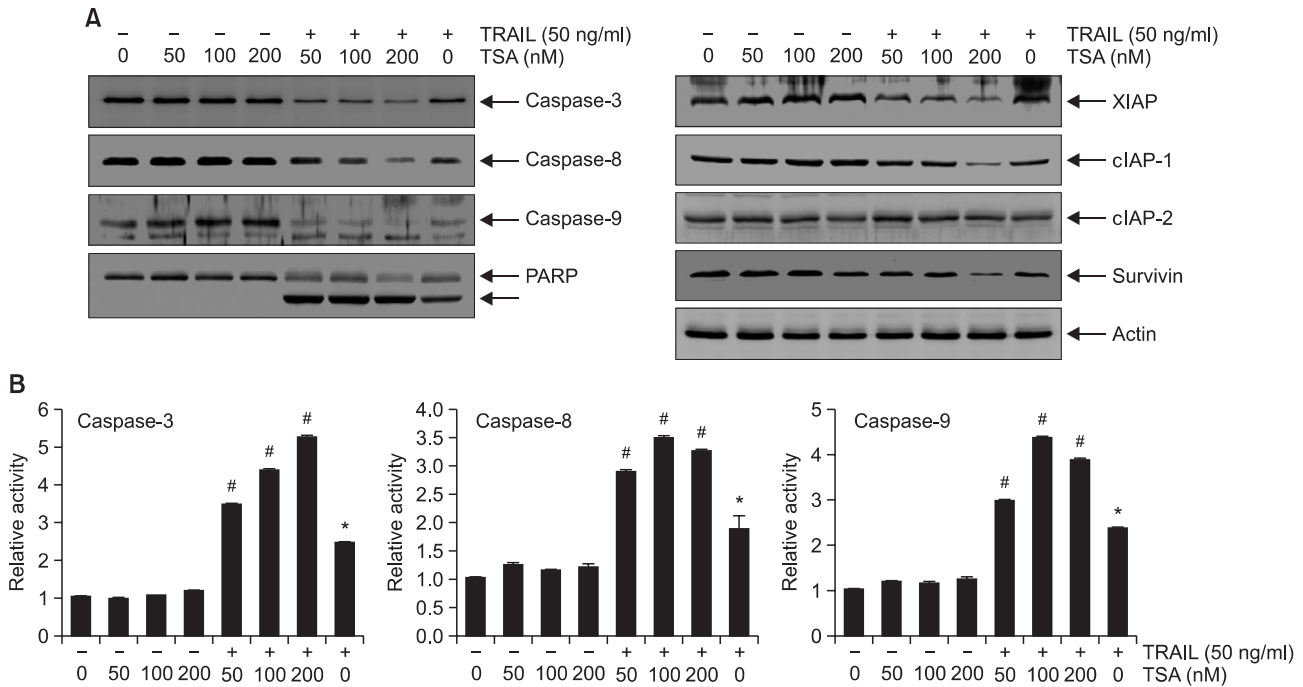 A
– – – – + + + + TRAIL (50 ng/ml)
0 50 100 200 50 100 200 0 TSA (nM)
Caspase-3
Caspase-8
Caspase-9
PARP
– – – – + + + + TRAIL (50 ng/ml)
0 50 100 200 50 100 200 0 TSA (nM)
XIAP
cIAP-1
cIAP-2
Survivin
Actin
B
Caspase-3
Relative activity
6
5
4
3
2
1
0
# # # *
– – – – + + + +
0 50 100 200 50 100 200 0
Caspase-8
Relative activity
4.0
3.5
3.0
2.5
2.0
1.5
1.0
0.5
0.0
# # # *
– – – – + + + +
0 50 100 200 50 100 200 0
Caspase-9
Relative activity
5
4
3
2
1
0
# # # *
– – – – + + + + TRAIL (50 ng/ml)
0 50 100 200 50 100 200 0 TSA (nM)